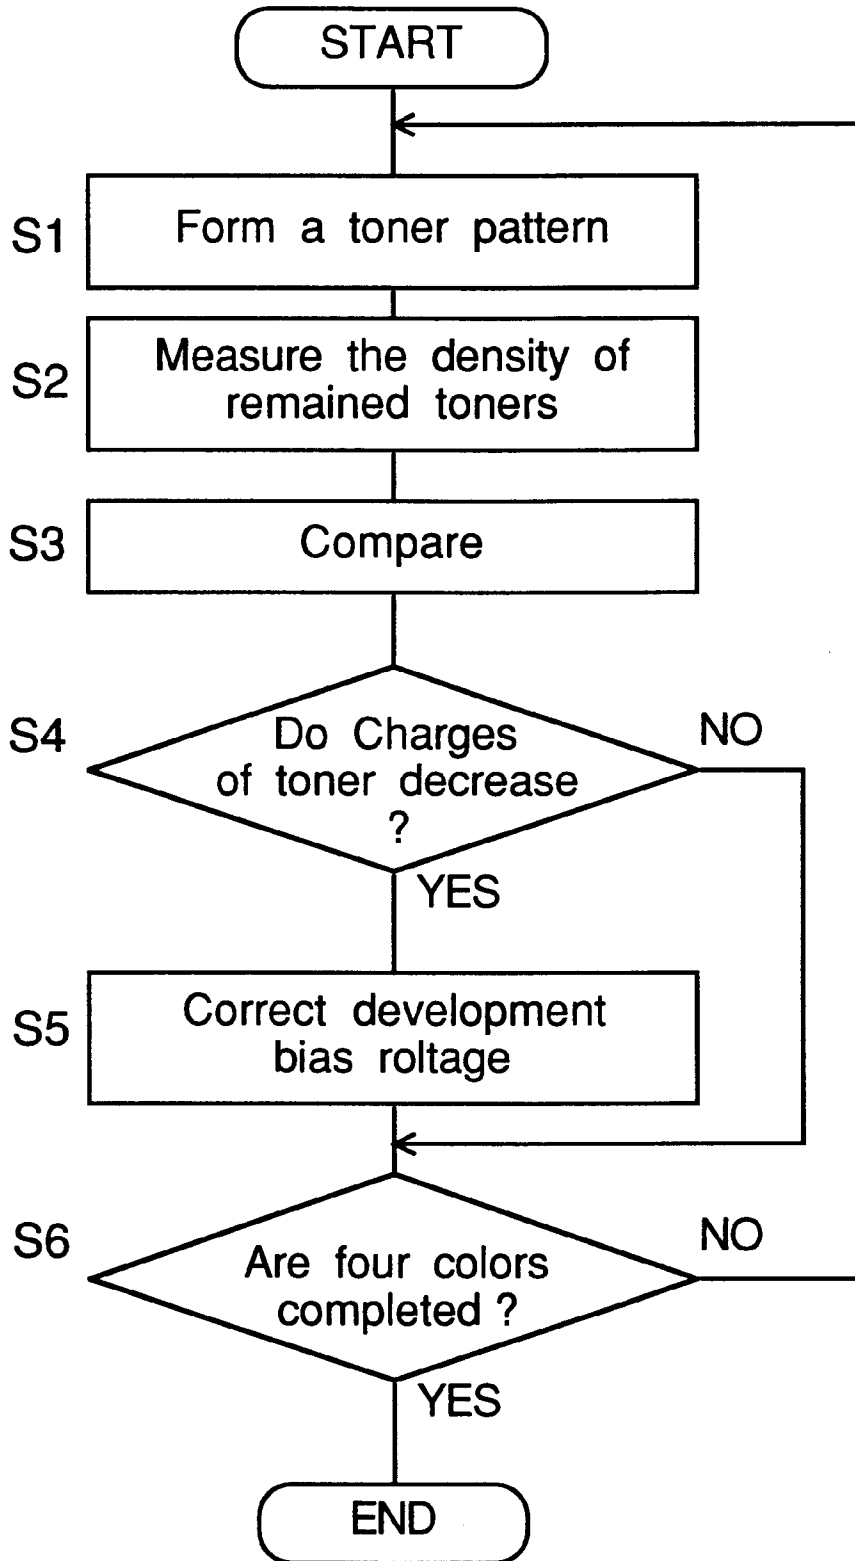 START
S1
Form a toner pattern
S2
Measure the density of
remained toners
S3
Compare
S4
Do Charges
of toner decrease
?
NO
YES
S5
Correct development
bias roltage
S6
Are four colors
completed ?
NO
YES
END